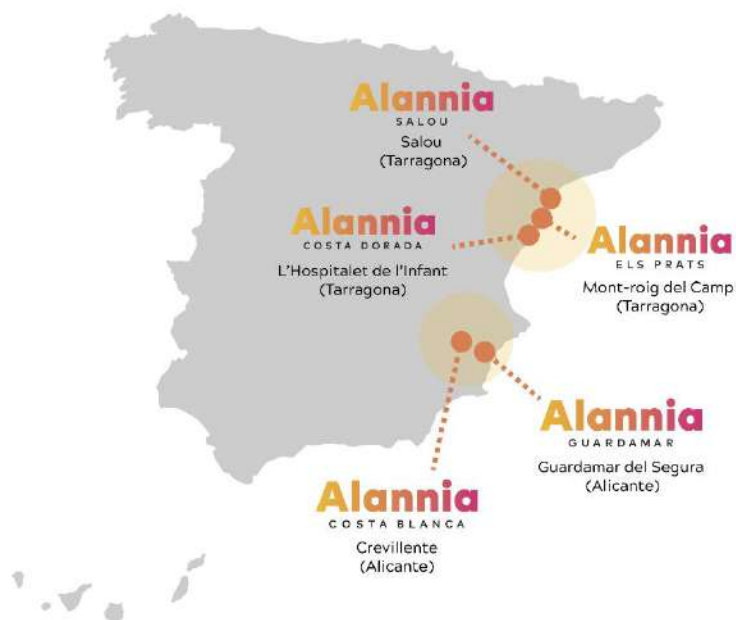 Alannia
SALOU
Salou
(Tarragona)
Alannia
COSTA DORADA
L'Hospitalet de l'Infant
(Tarragona)
Alannia
ELS PRATS
Mont-roig del Camp
(Tarragona)
Alannia
GUARDAMAR
Guardamar del Segura
(Alicante)
Alannia
COSTA BLANCA
Crevillente
(Alicante)